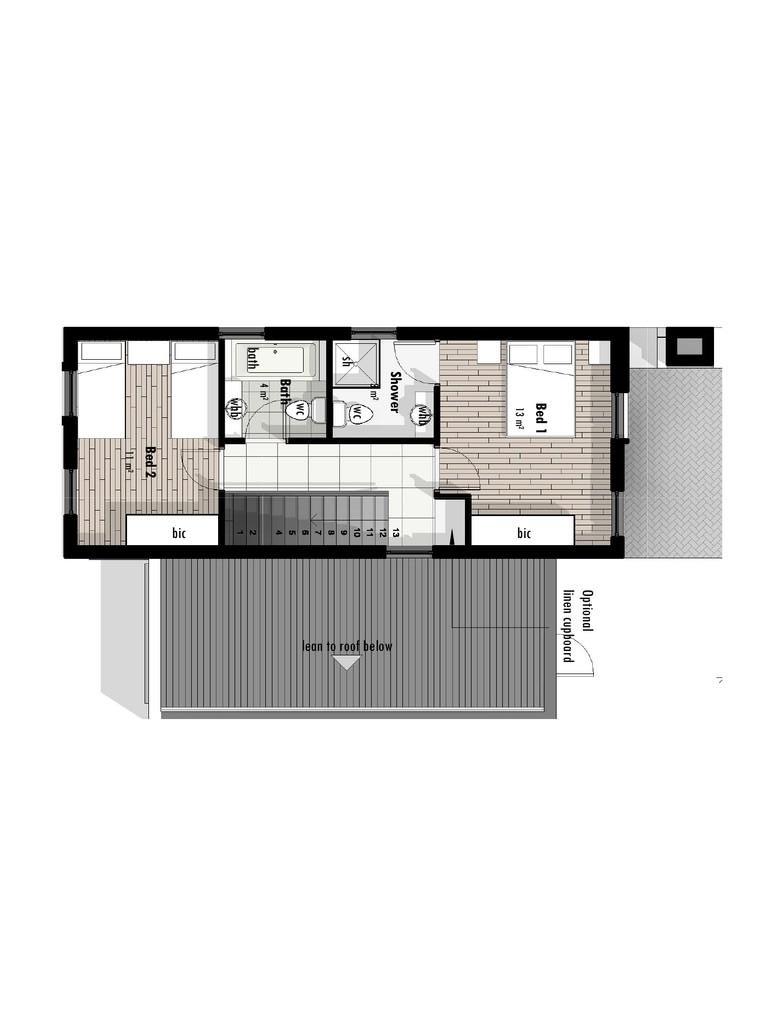 bath
Bath
4 m²
whb
wc
sh
Shower
3 m²
wc
whb
Bed 1
13 m²
Bed 2
11 m²
bic
1 2 4 5 6 7 8 9 10 11 12 13
bic
Optional
linen cupboard
lean to roof below